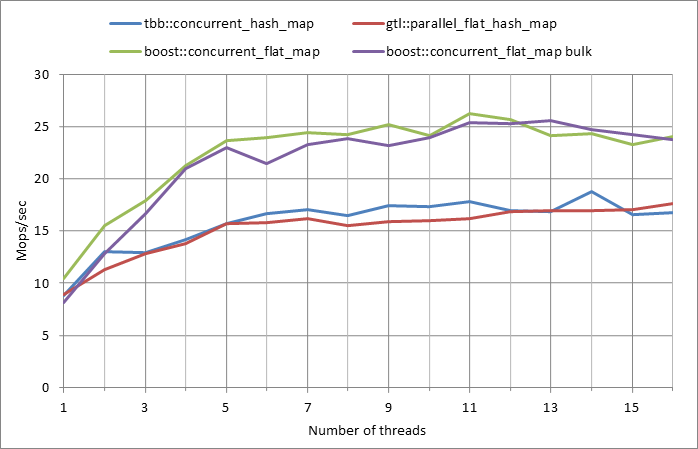 tbb::concurrent_hash_map gtl::parallel_flat_hash_map
boost::concurrent_flat_map boost::concurrent_flat_map bulk
30
25
20
15
10
5
0
Mops/sec
1 3 5 7 9 11 13 15
Number of threads